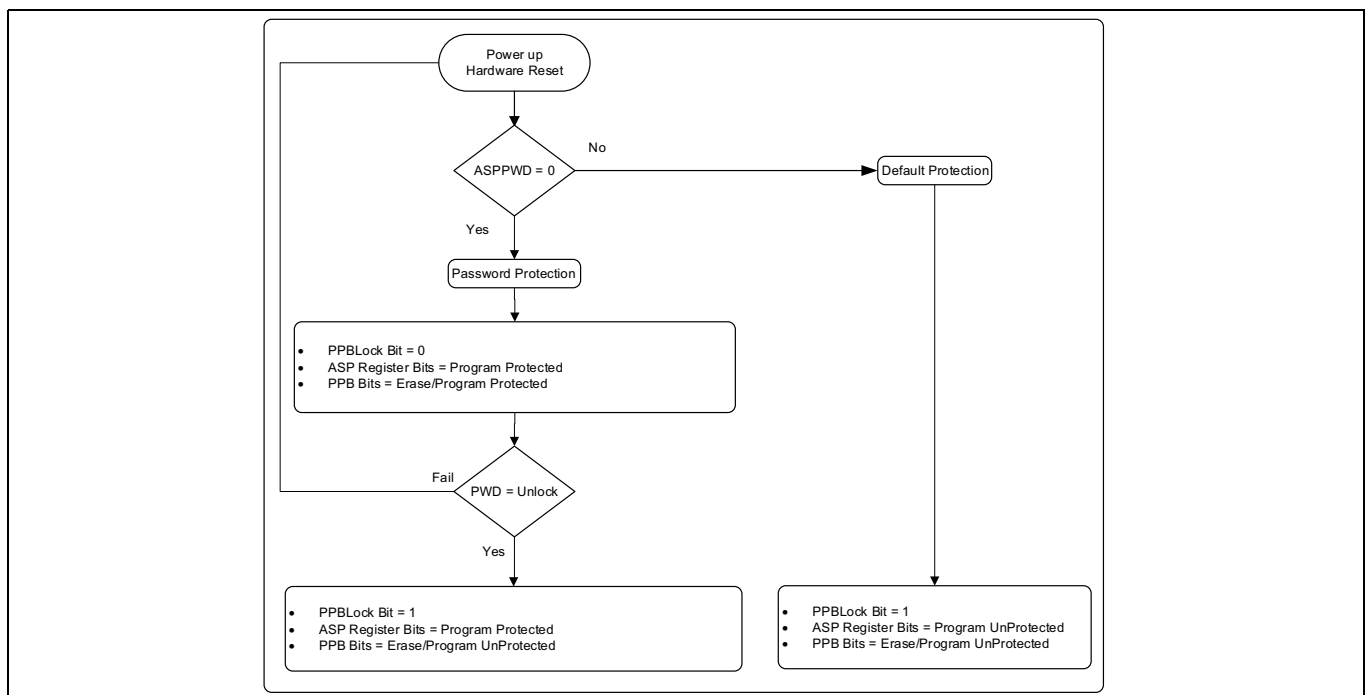 Power up
Hardware Reset
ASPPWD = 0
No
Default Protection
Yes
Password Protection
• PPBLock Bit = 0
• ASP Register Bits = Program Protected
• PPB Bits = Erase/Program Protected
Fail
PWD = Unlock
Yes
• PPBLock Bit = 1
• ASP Register Bits = Program Protected
• PPB Bits = Erase/Program UnProtected
• PPBLock Bit = 1
• ASP Register Bits = Program UnProtected
• PPB Bits = Erase/Program UnProtected